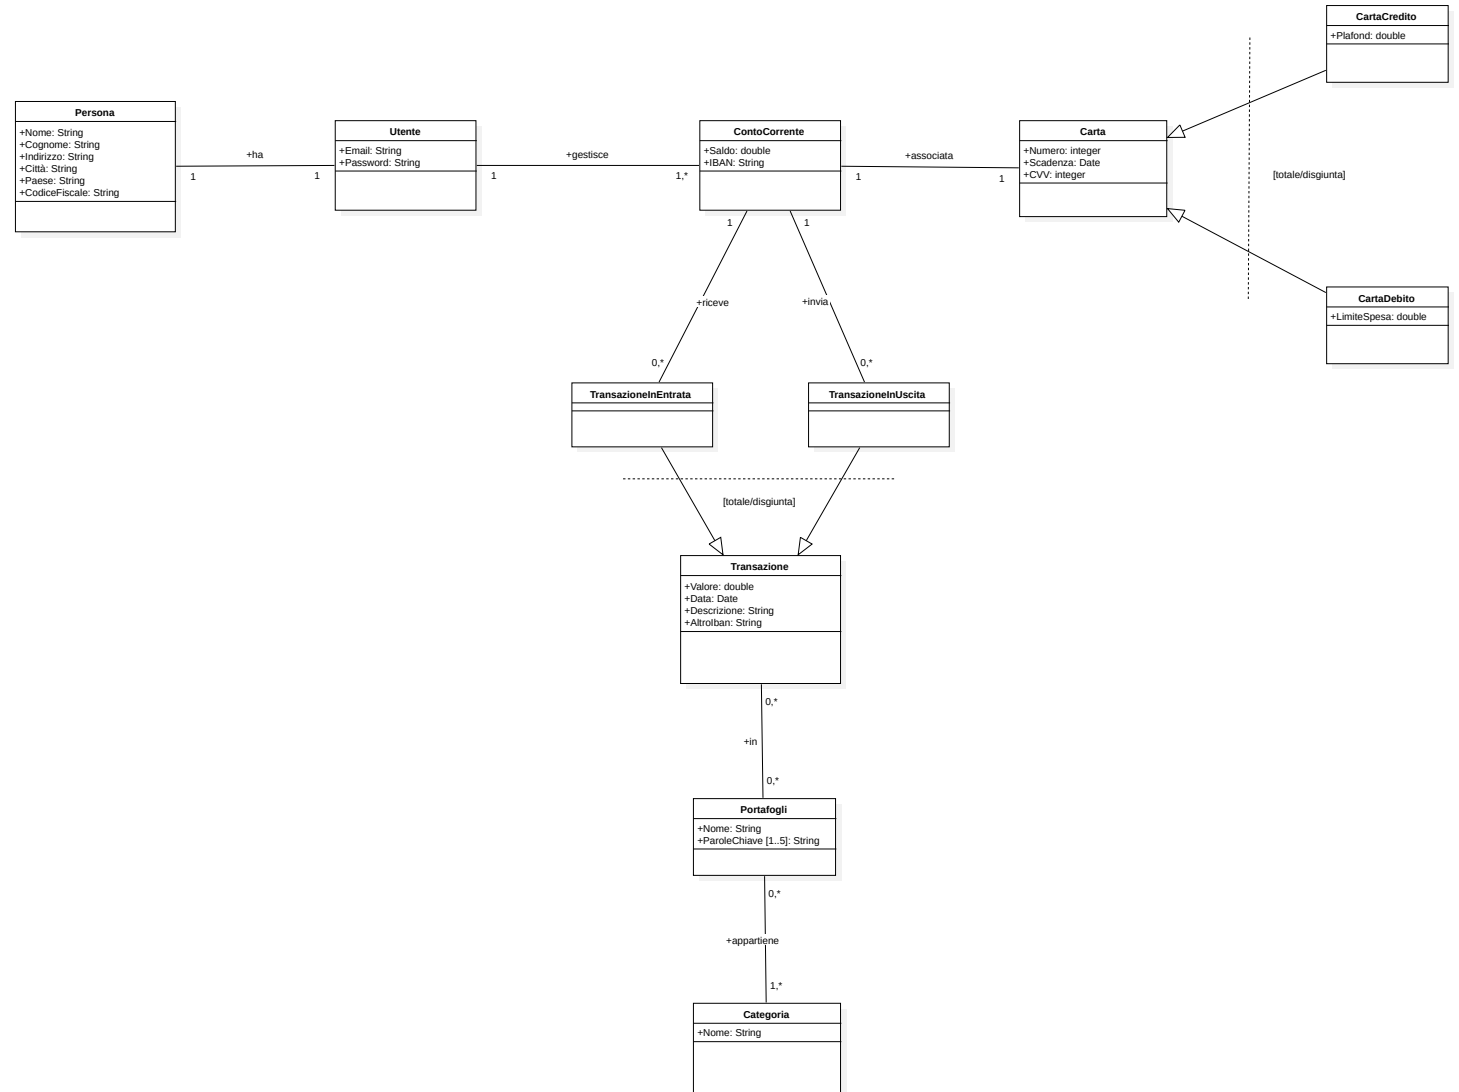 CartaCredito
+Plafond: double
Persona
+Nome: String
+Cognome: String
+Indirizzo: String
+Città: String
+Paese: String
+CodiceFiscale: String
+ha
1
1
Utente
+Email: String
+Password: String
+gestisce
1
1,*
ContoCorrente
+Saldo: double
+IBAN: String
+associata
1
1
Carta
+Numero: integer
+Scadenza: Date
+CVV: integer
[totale/disgiunta]
CartaDebito
+LimiteSpesa: double
1
1
+riceve
+invia
0,*
0,*
TransazioneInEntrata
TransazioneInUscita
[totale/disgiunta]
Transazione
+Valore: double
+Data: Date
+Descrizione: String
+AltroIban: String
0,*
+in
0,*
Portafogli
+Nome: String
+ParoleChiave [1..5]: String
0,*
+appartiene
1,*
Categoria
+Nome: String